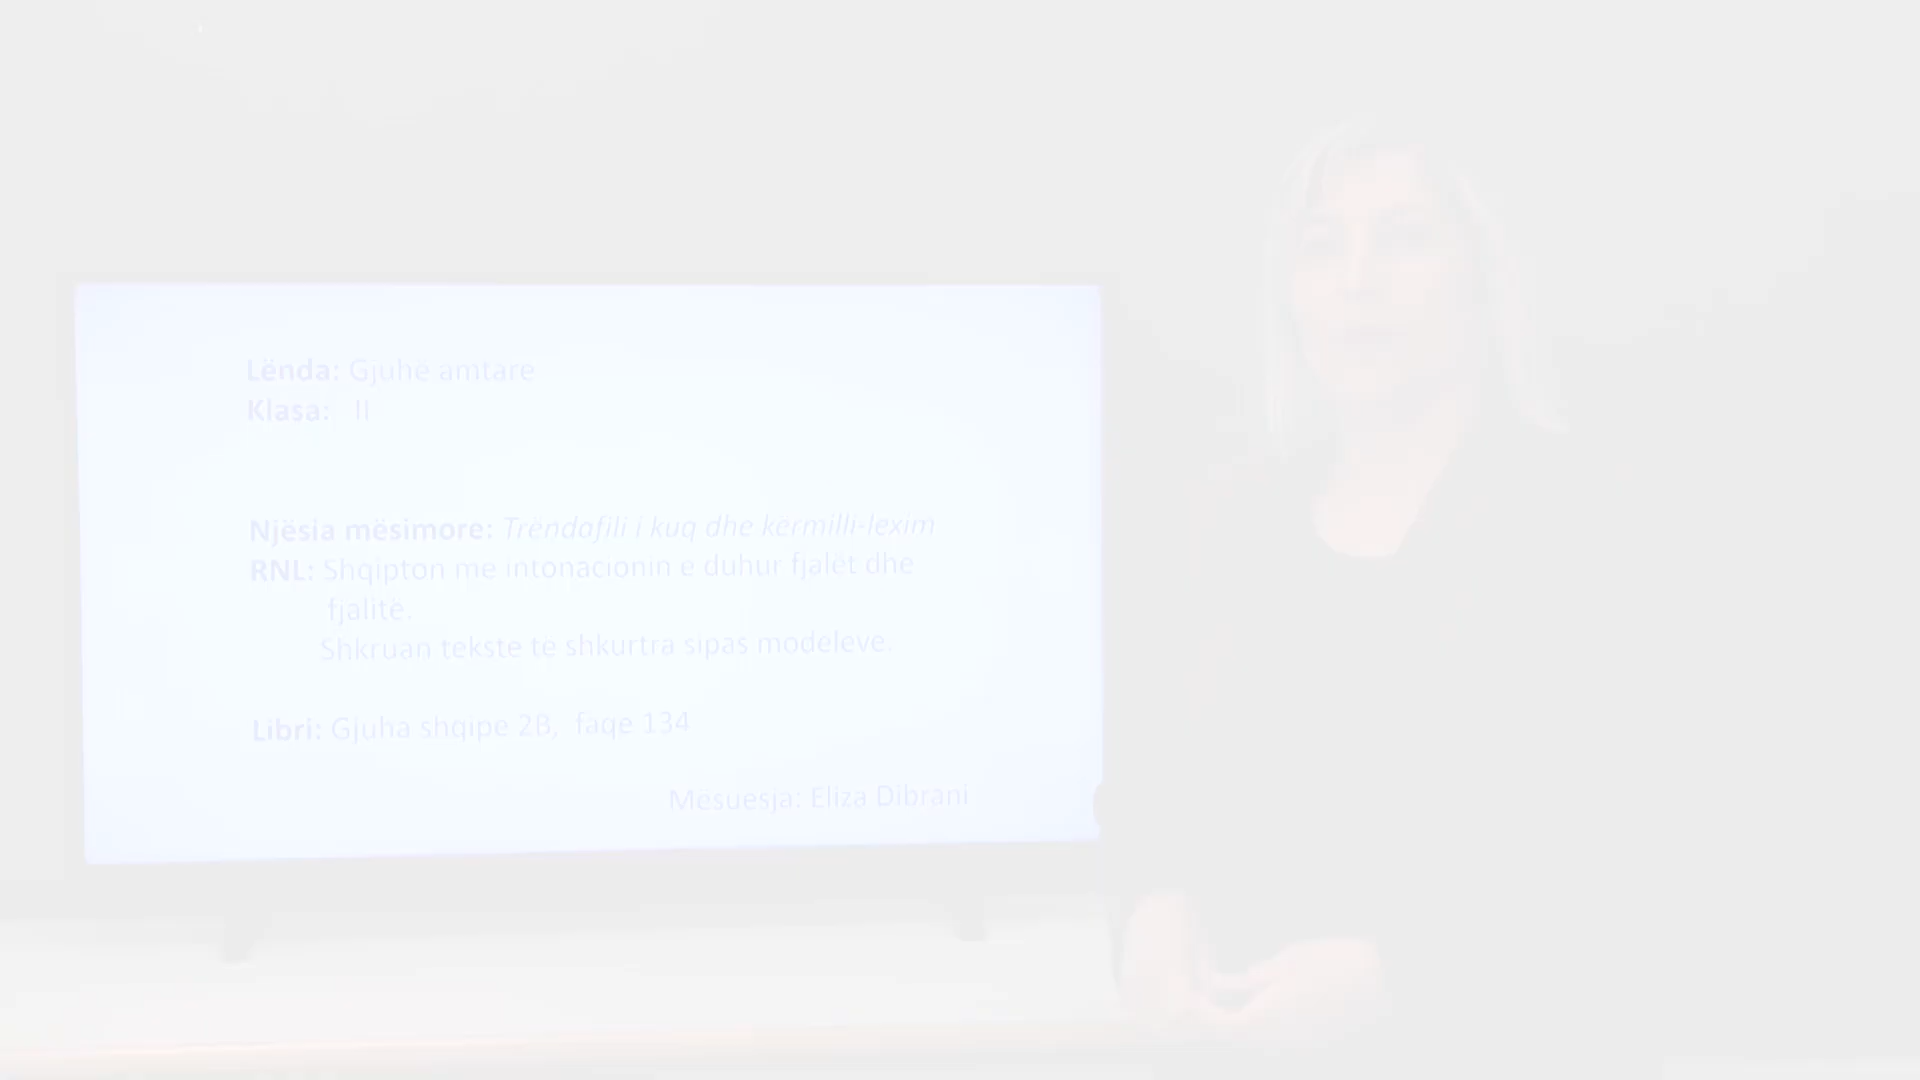 Lënda: Gjuhë amtare
Klasa: II
Njësia mësimore: Trëndafili i kuq dhe kërmilli-lexim
RNL: Shqipton me intonacionin e duhur fjalët dhe
fjalitë.
Shkruan tekste të shkurtra sipas modeleve.
Libri: Gjuha shqipe 2B, faqe 134
Mësuesja: Eliza Dibrani